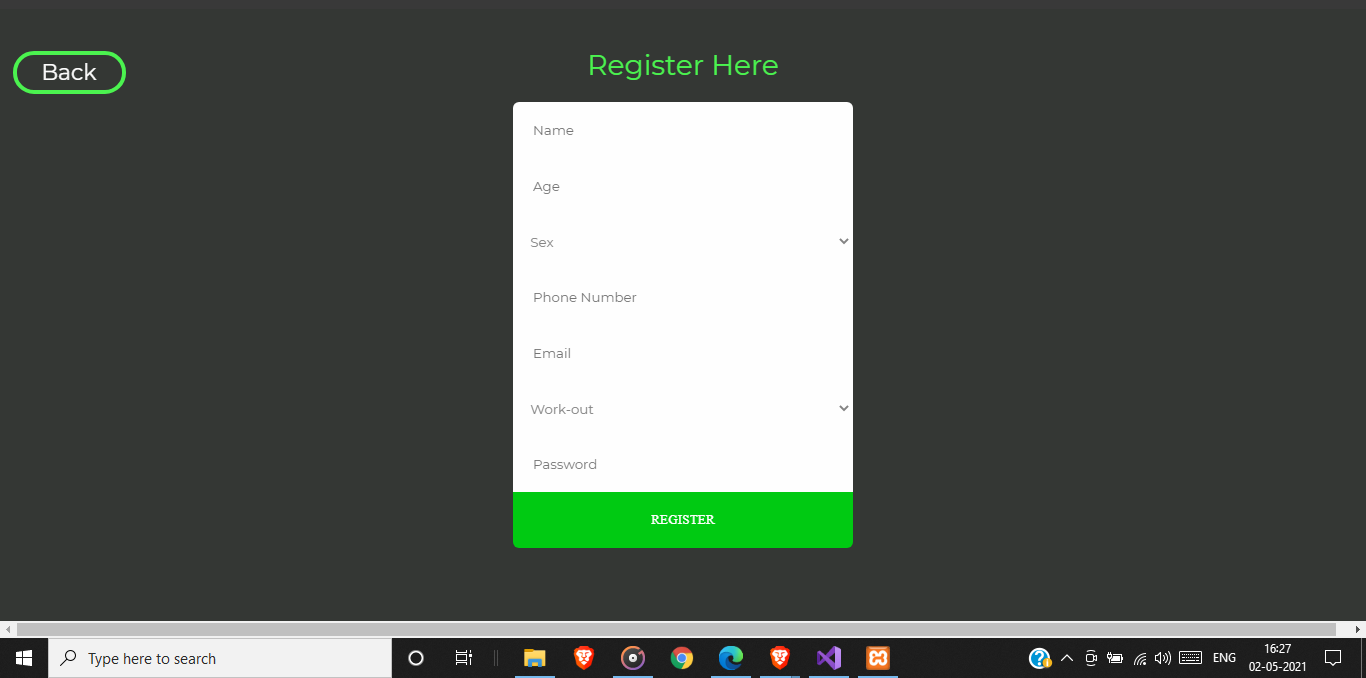 Back
Register Here
Name
Age
Sex
Phone Number
Email
Work-out
Password
REGISTER
Type here to search
ENG
16:27
02-05-2021